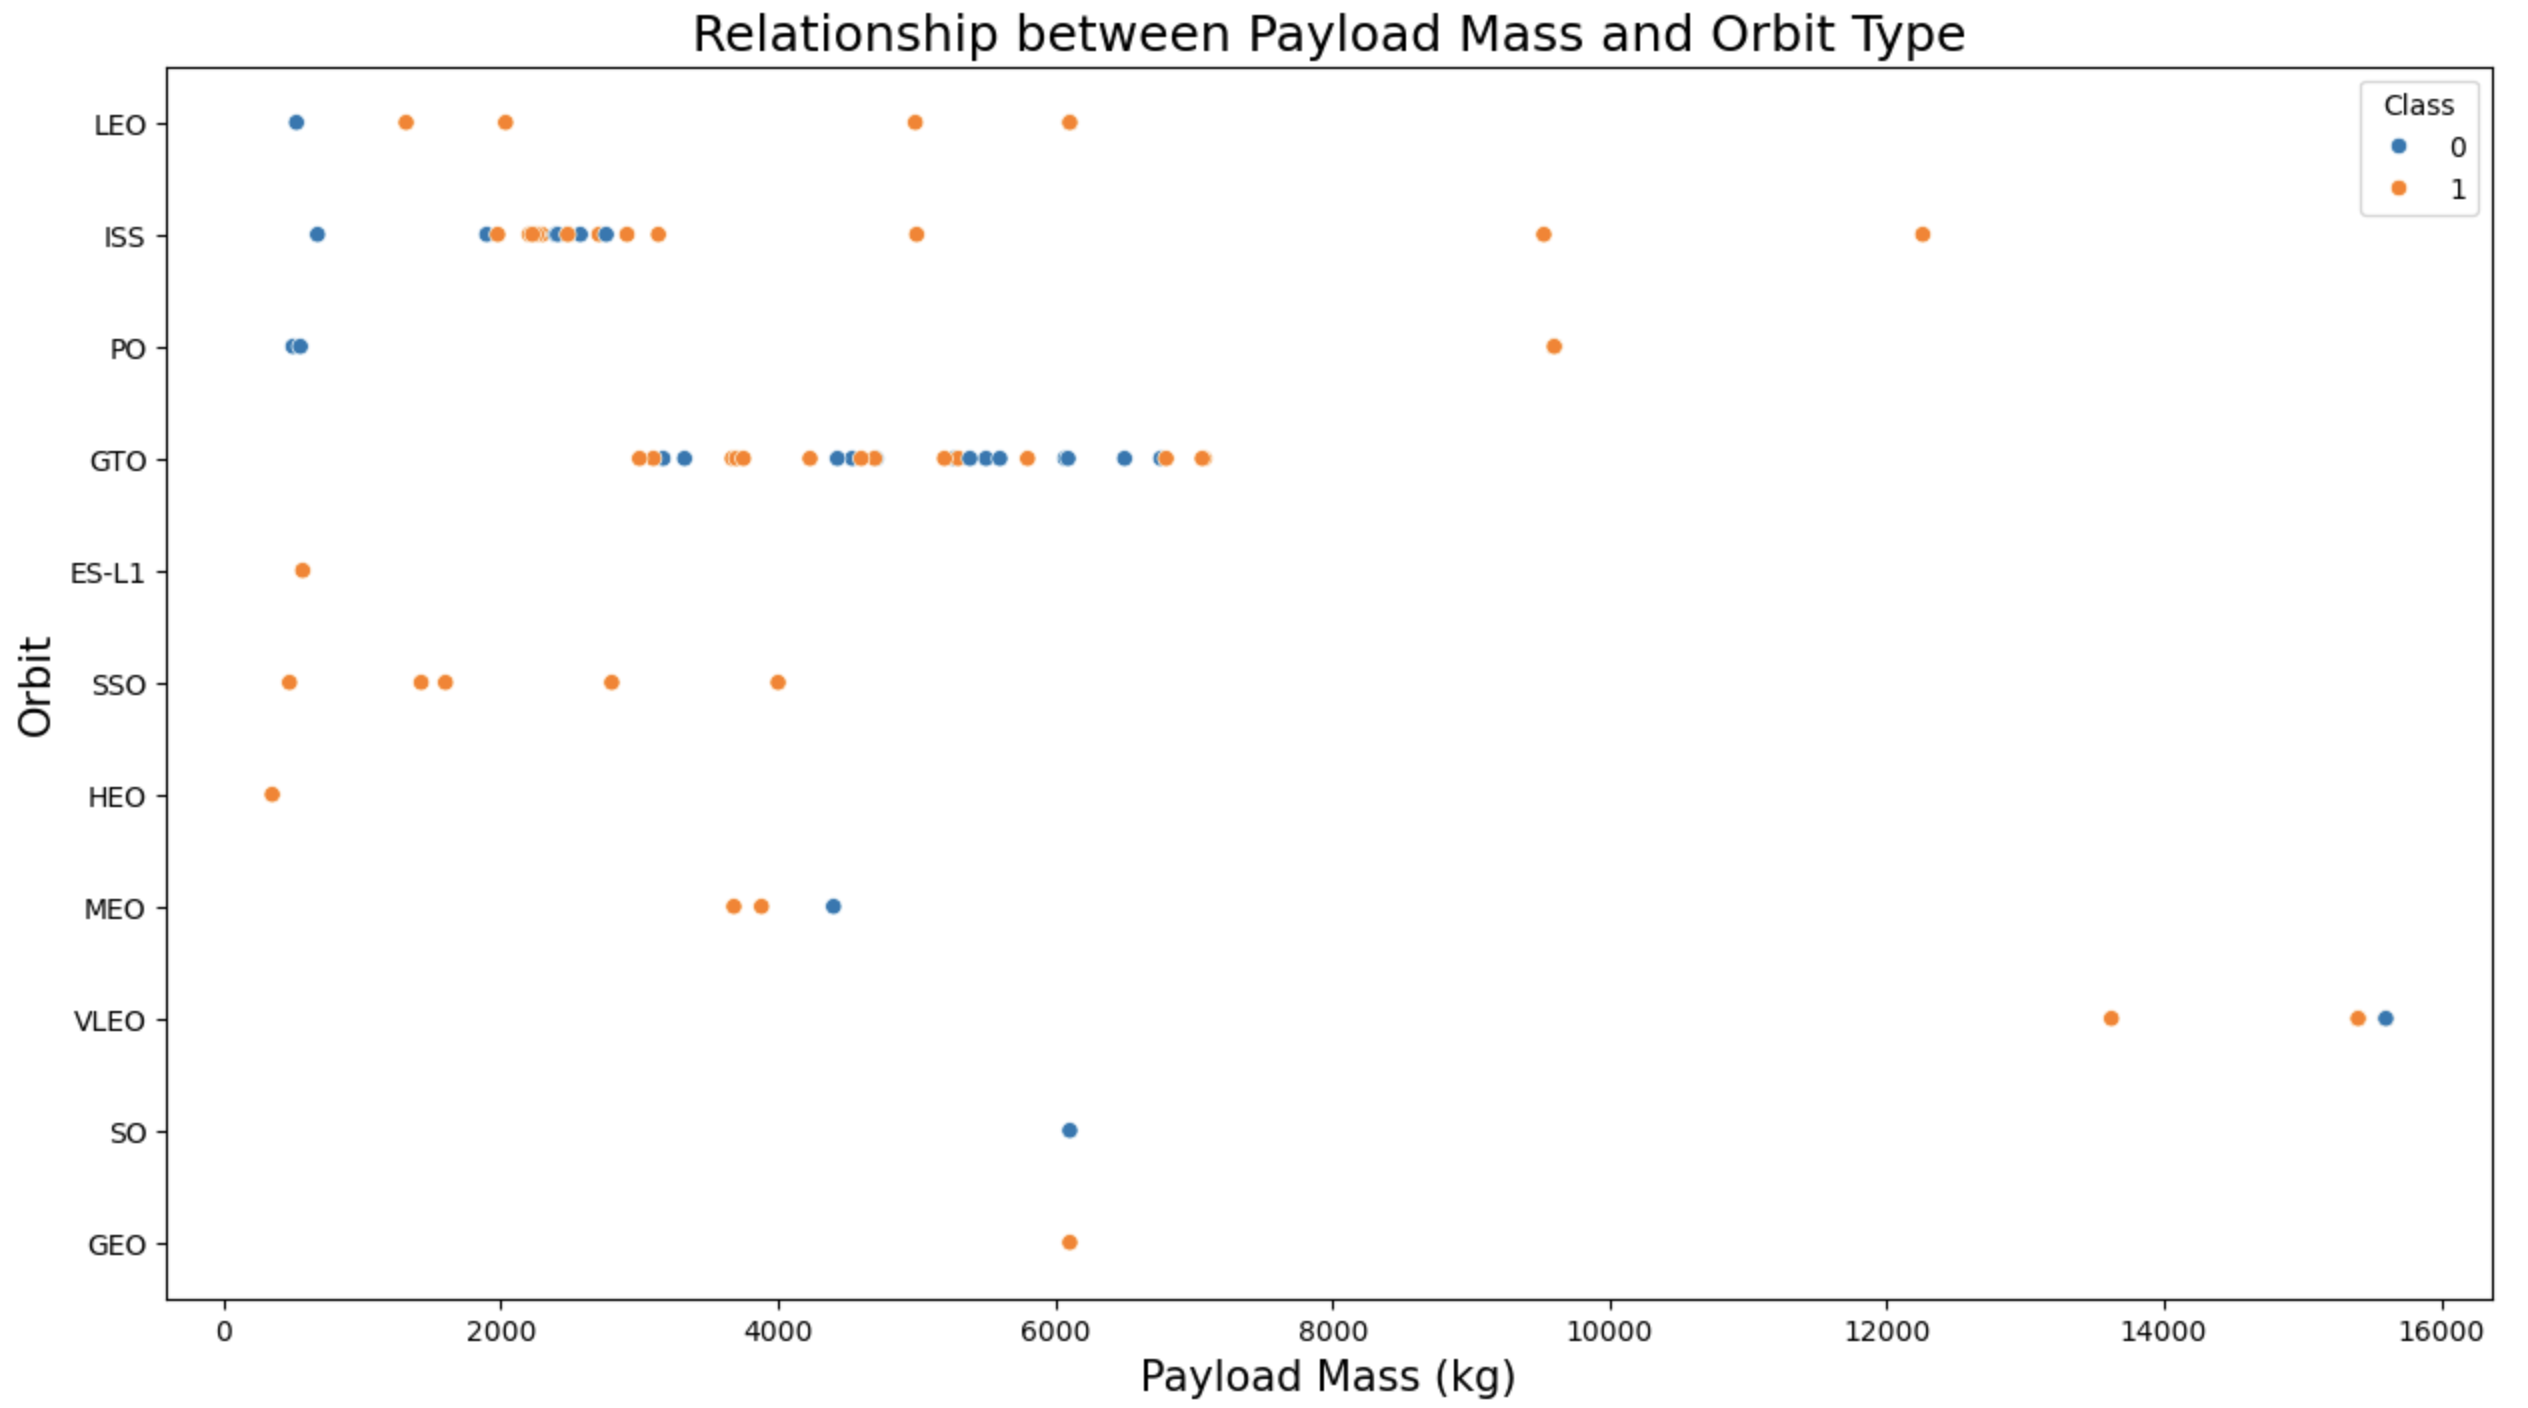 Relationship between Payload Mass and Orbit Type
Class
0
1
LEO
ISS
PO
GTO
ES-L1
SSO
HEO
MEO
VLEO
SO
GEO
Orbit
0 2000 4000 6000 8000 10000 12000 14000 16000
Payload Mass (kg)